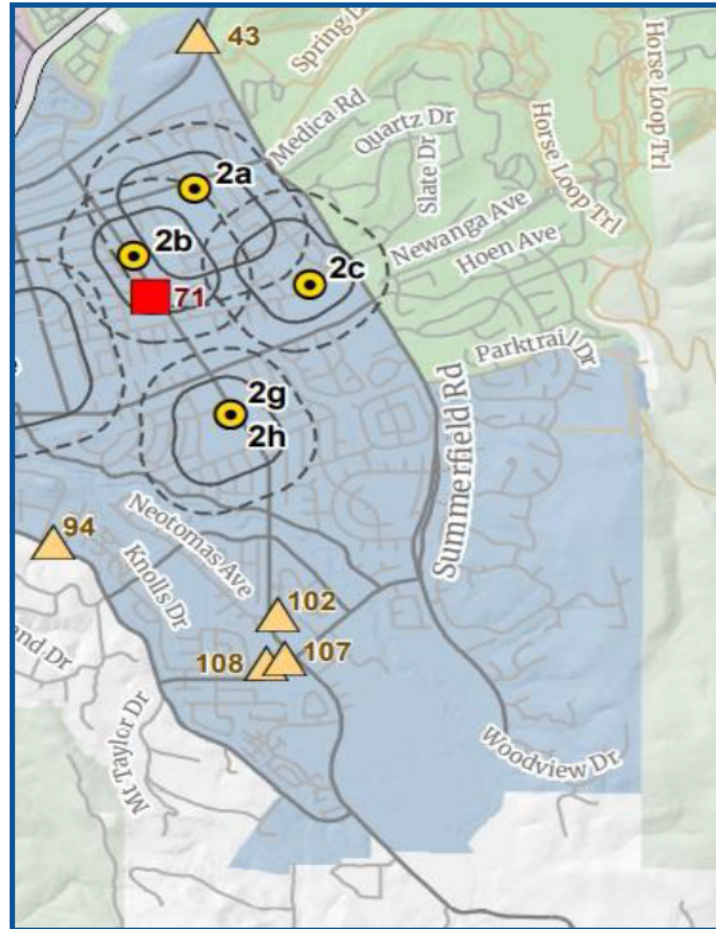 43
Spring L
Horse Loop Trl
Medica Rd
Quartz Dr
Slate Dr
Horse Loop Trl
2a
Newanga Ave
2b
Hoen Ave
2c
71
Parktrail Dr
2g
2h
Summerfield Rd
94
Neotomas Ave
Knolls Dr
102
and Dr
108
107
Mt Taylor Dr
Woodview Dr